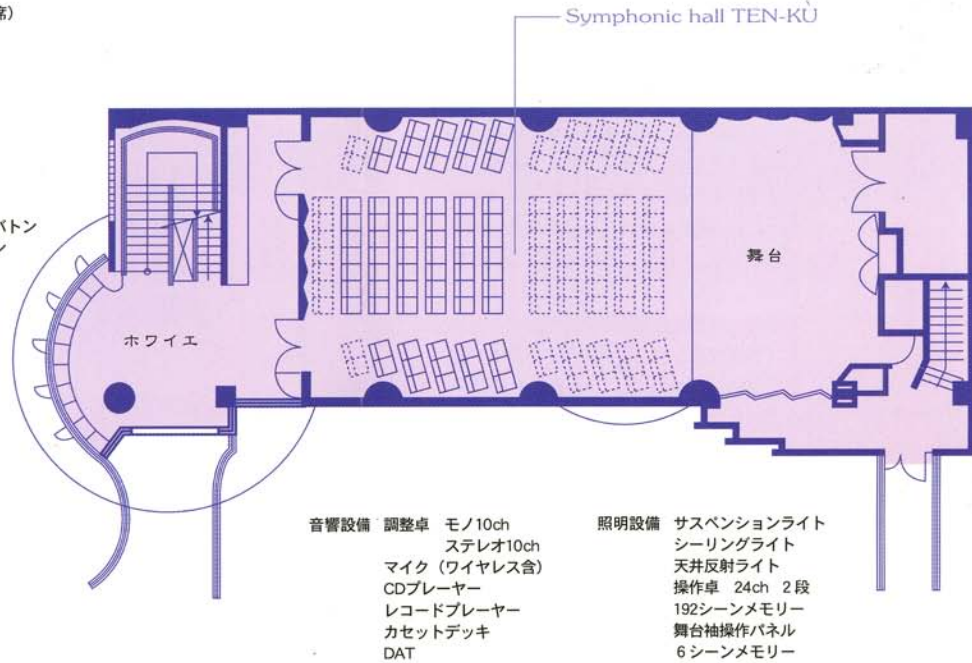 席）
Symphonic hall TEN-KÙ
バトン
ン
舞台
ホワイエ
音響設備 調整卓 モノ10ch
ステレオ10ch
マイク（ワイヤレス含）
CDプレーヤー
レコードプレーヤー
カセットデッキ
DAT
照明設備 サスペンションライト
シーリングライト
天井反射ライト
操作卓 24ch 2段
192シーンメモリー
舞台袖操作パネル
6シーンメモリー